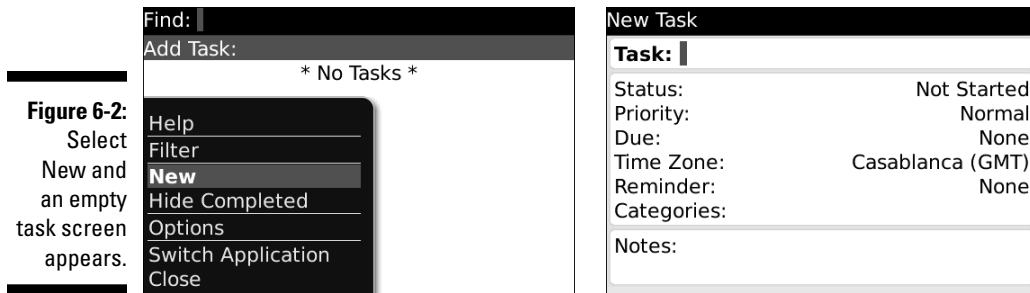 Figure 6-2:
Select
New and
an empty
task screen
appears.
Find:
Add Task:
* No Tasks *
Help
Filter
New
Hide Completed
Options
Switch Application
Close
New Task
Task:
Status: Not Started
Priority: Normal
Due: None
Time Zone: Casablanca (GMT)
Reminder: None
Categories:
Notes: